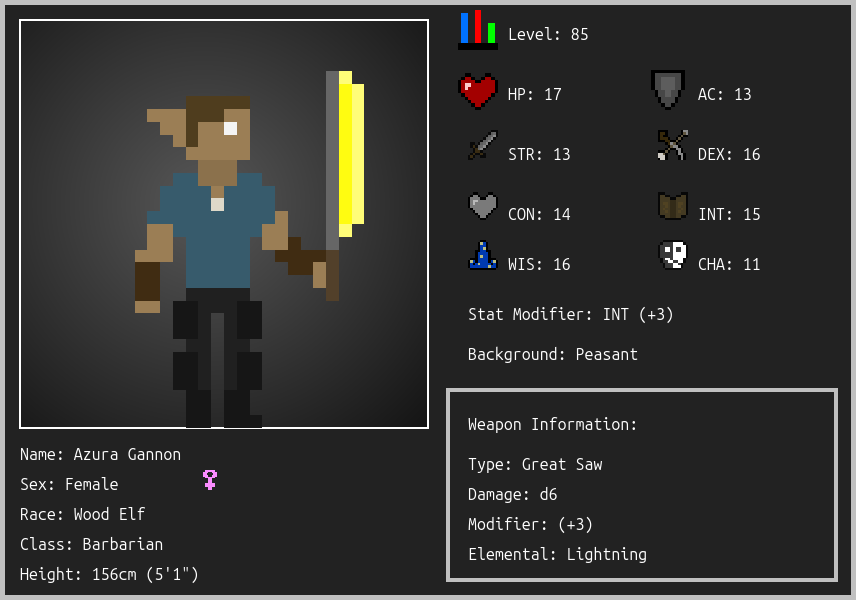 Level: 85
HP: 17
AC: 13
STR: 13
DEX: 16
CON: 14
INT: 15
WIS: 16
CHA: 11
Stat Modifier: INT (+3)
Background: Peasant
Weapon Information:
Type: Great Saw
Damage: d6
Modifier: (+3)
Elemental: Lightning
Name: Azura Gannon
Sex: Female
Race: Wood Elf
Class: Barbarian
Height: 156cm (5'1")